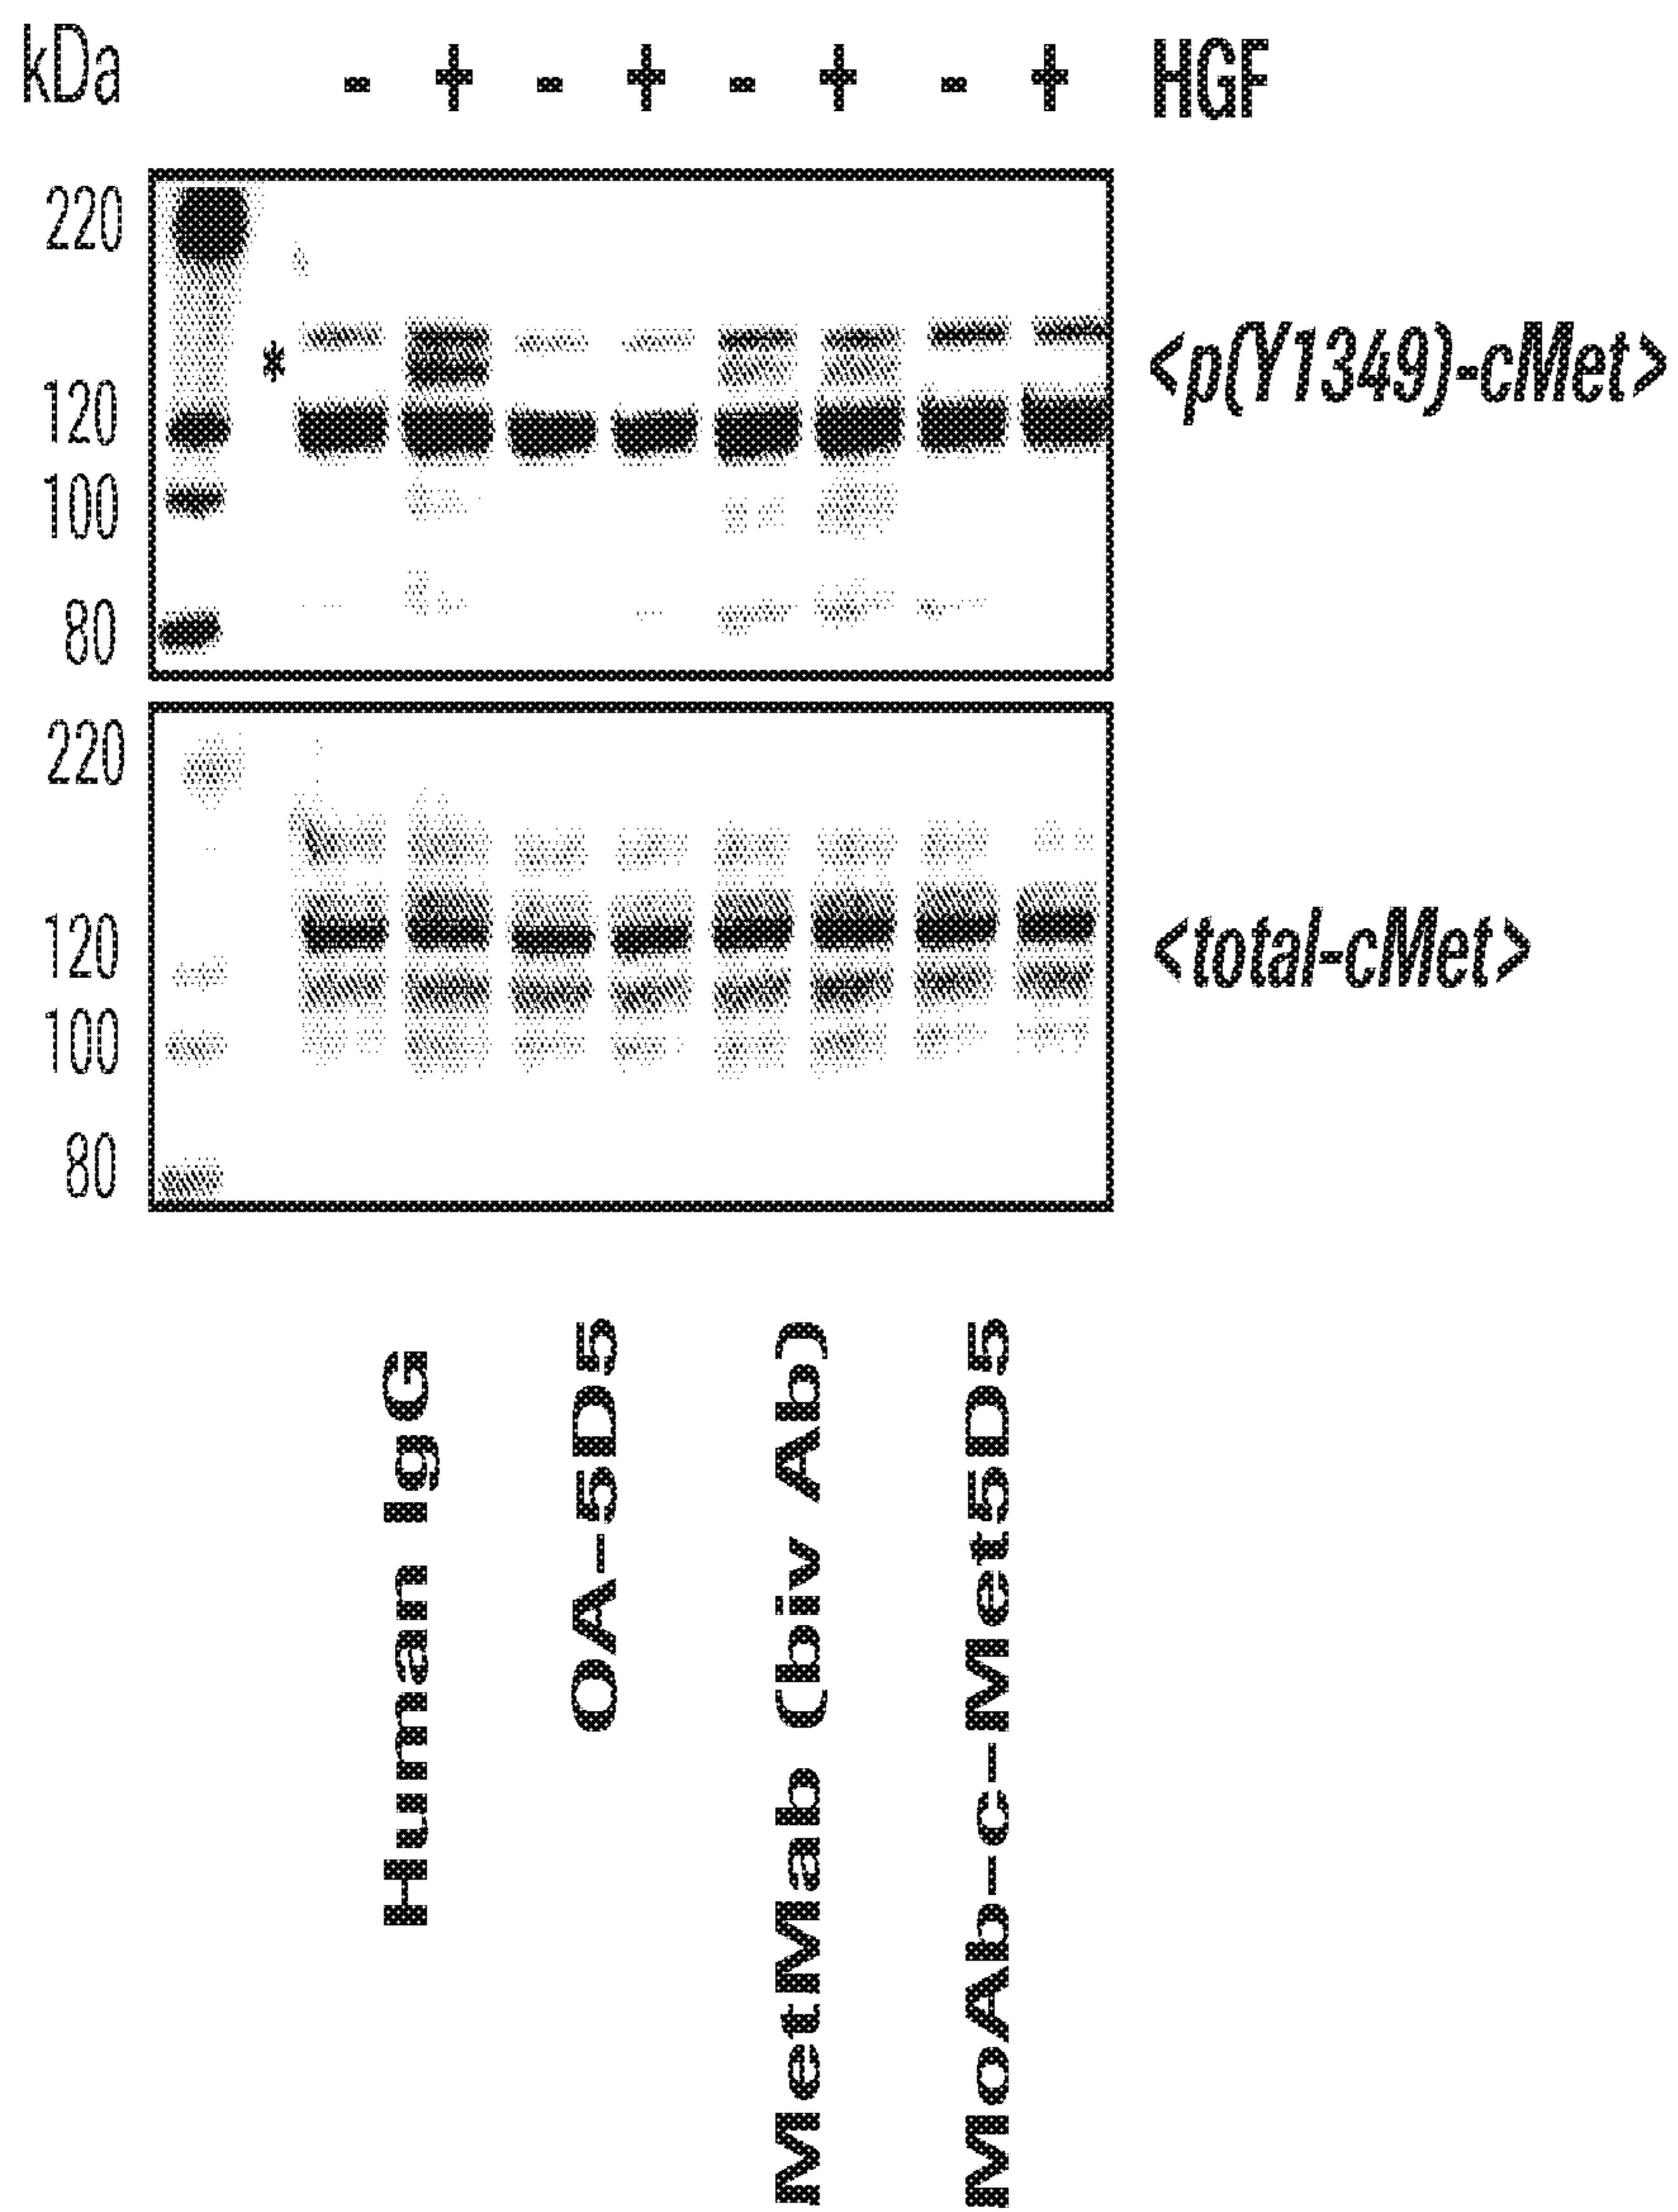 kDa - + - + - + - + HGF
220
*
120
100
80
<p(Y1349)-cMet>
220
120
100
80
<total-cMet>
Human IgG
OA-5D5
MetMab (biv Ab)
MoAb-c-Met5D5